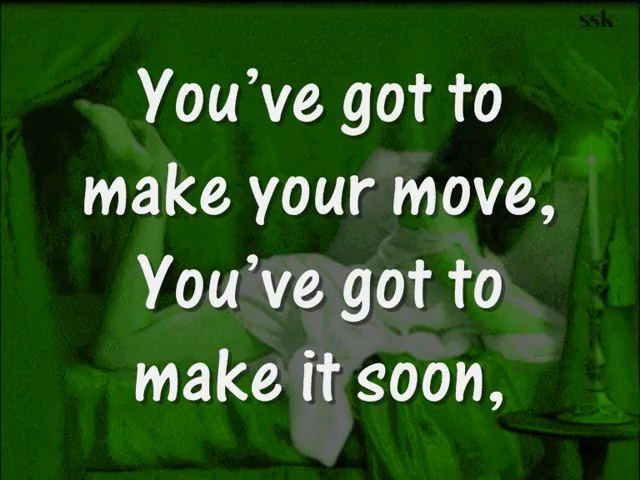 ssk
You've got to
make your move,
You've got to
make it soon,